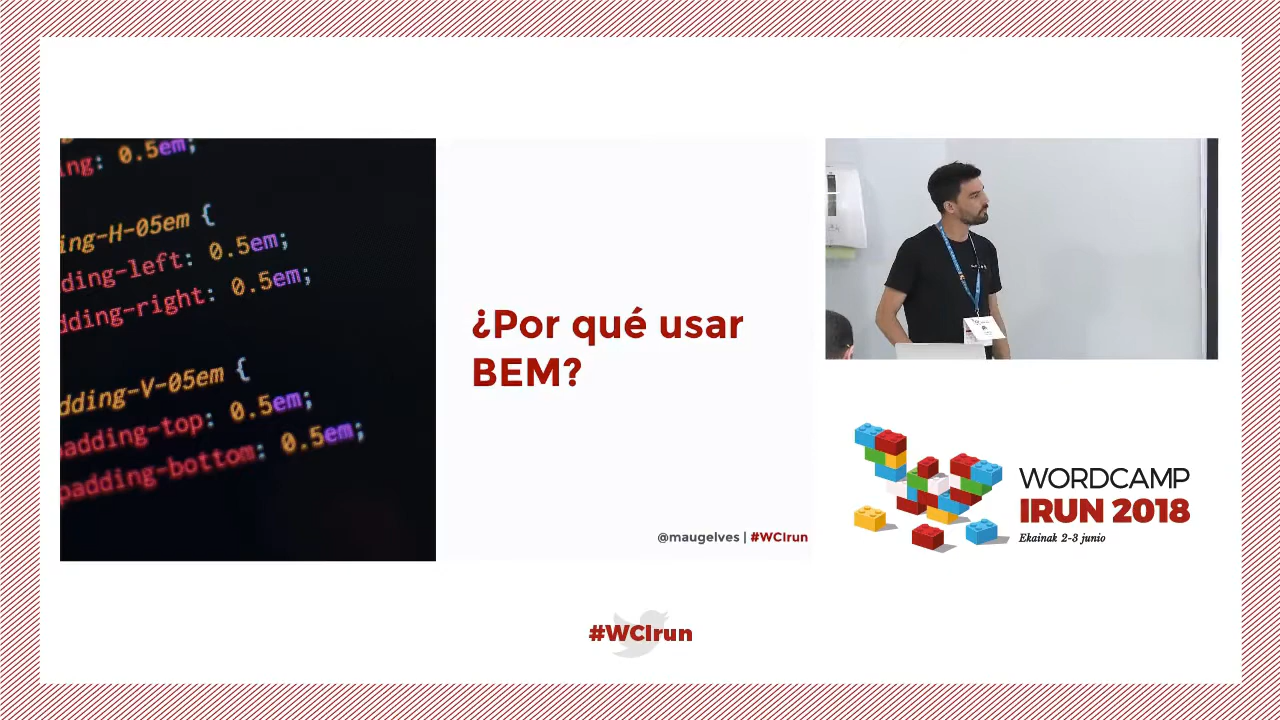 ing: 0.5em;
ing-H-05em {
ding-left: 0.5em;
dding-right: 0.5em;
dding-V-05em {
padding-top: 0.5em;
padding-bottom: 0.5em;
¿Por qué usar
BEM?
@maugelves | #WCIrun
WORDCAMP
IRUN 2018
Ekainak 2-3 junio
#WCIrun